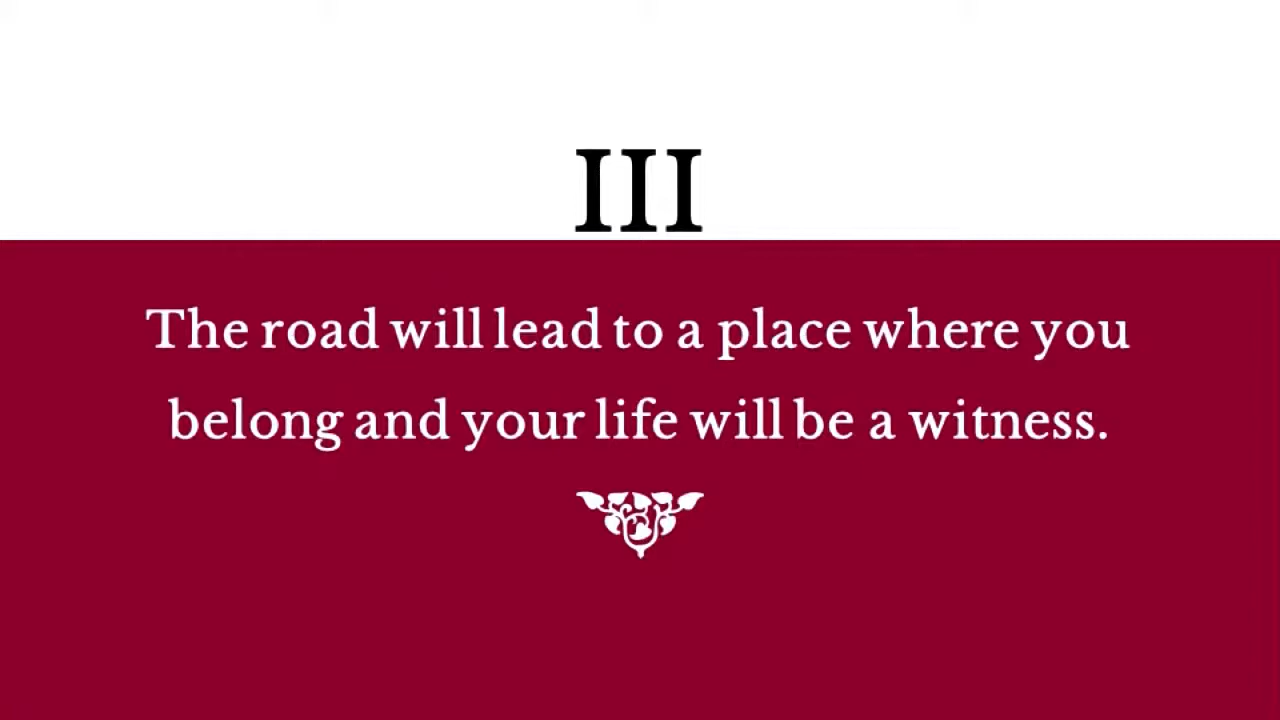 III
The road will lead to a place where you
belong and your life will be a witness.